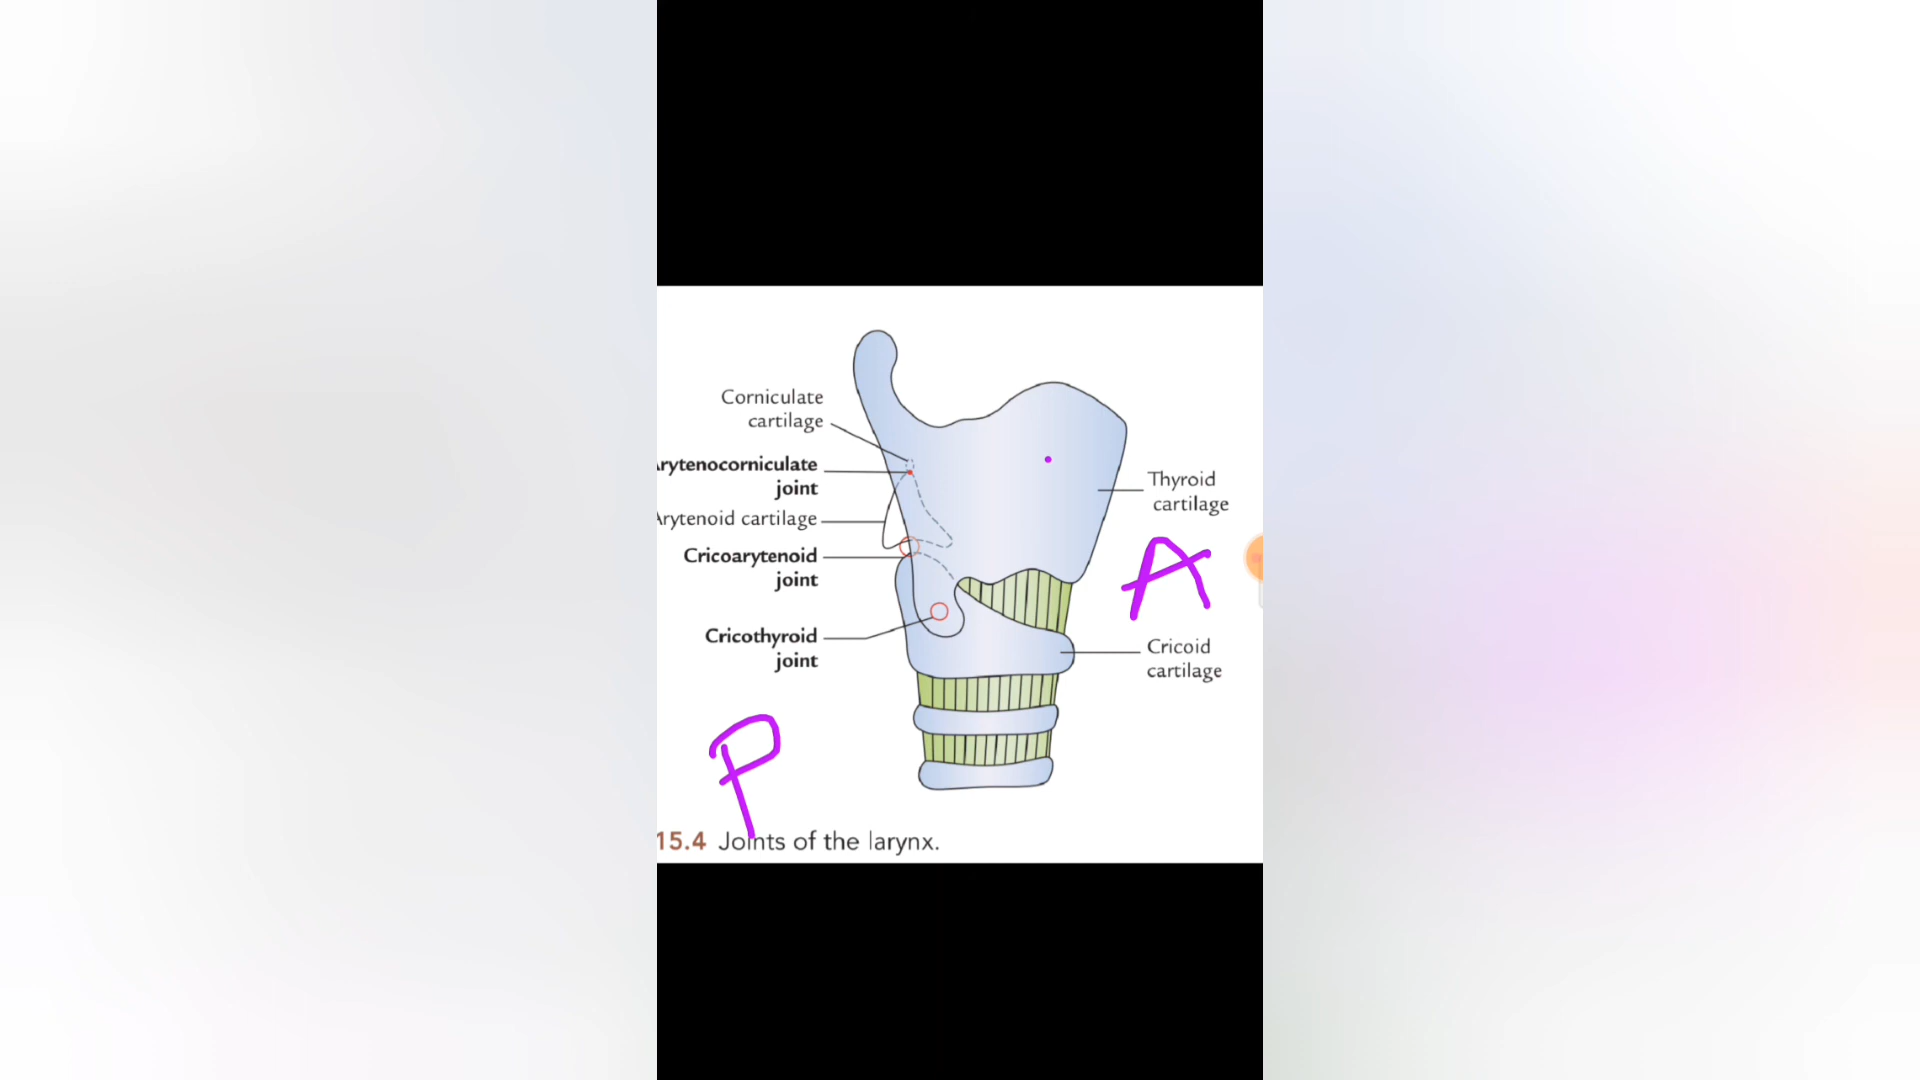 Corniculate
cartilage
rytenocorniculate
joint
Arytenoid cartilage
Cricoarytenoid
joint
Cricothyroid
joint
Thyroid
cartilage
A
Cricoid
cartilage
P
15.4 Joints of the larynx.